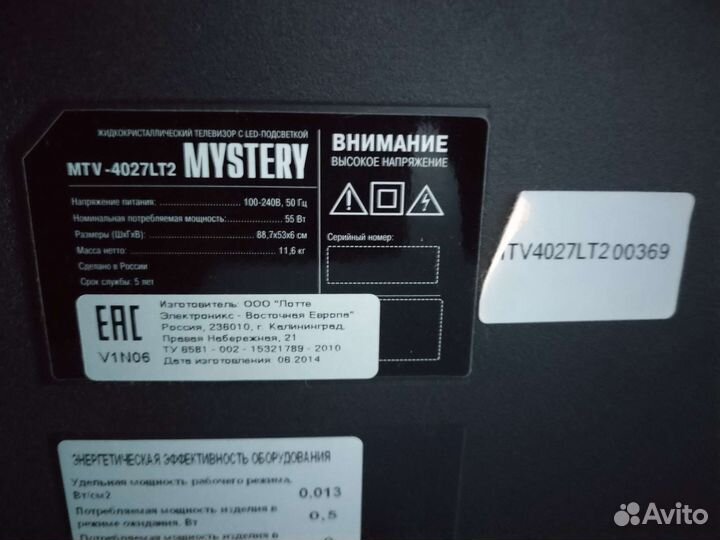 ЖИДКОКРИСТАЛЛИЧЕСКИЙ ТЕЛЕВИЗОР С LED-ПОДСВЕТКОЙ
MTV-4027LT2 MYSTERY
Напряжение питания: 100-240В, 50 Гц
Номинальная потребляемая мощность: 55 Вт
Размеры (ШхГхВ): 88,7х53х6 см
Масса нетто: 11,6 кг
Сделано в России
Срок службы: 5 лет
ВНИМАНИЕ
ВЫСОКОЕ НАПРЯЖЕНИЕ
Серийный номер:
EAC
V1N06
Изготовитель: ООО "Лотте
Электроникс - Восточная Европа"
Россия, 236010, г. Калининград,
Правая Набережная, 21
ТУ 6581 - 002 - 15321789 - 2010
Дата изготовления: 06.2014
TV4027LT200369
ЭНЕРГЕТИЧЕСКАЯ ЭФФЕКТИВНОСТЬ ОБОРУДОВАНИЯ
Удельная мощность рабочего режима, Вт/см2 0,013
Потребляемая мощность изделия в режиме ожидания, Вт 0,5
Потребляемая мощность изделия в
Avito